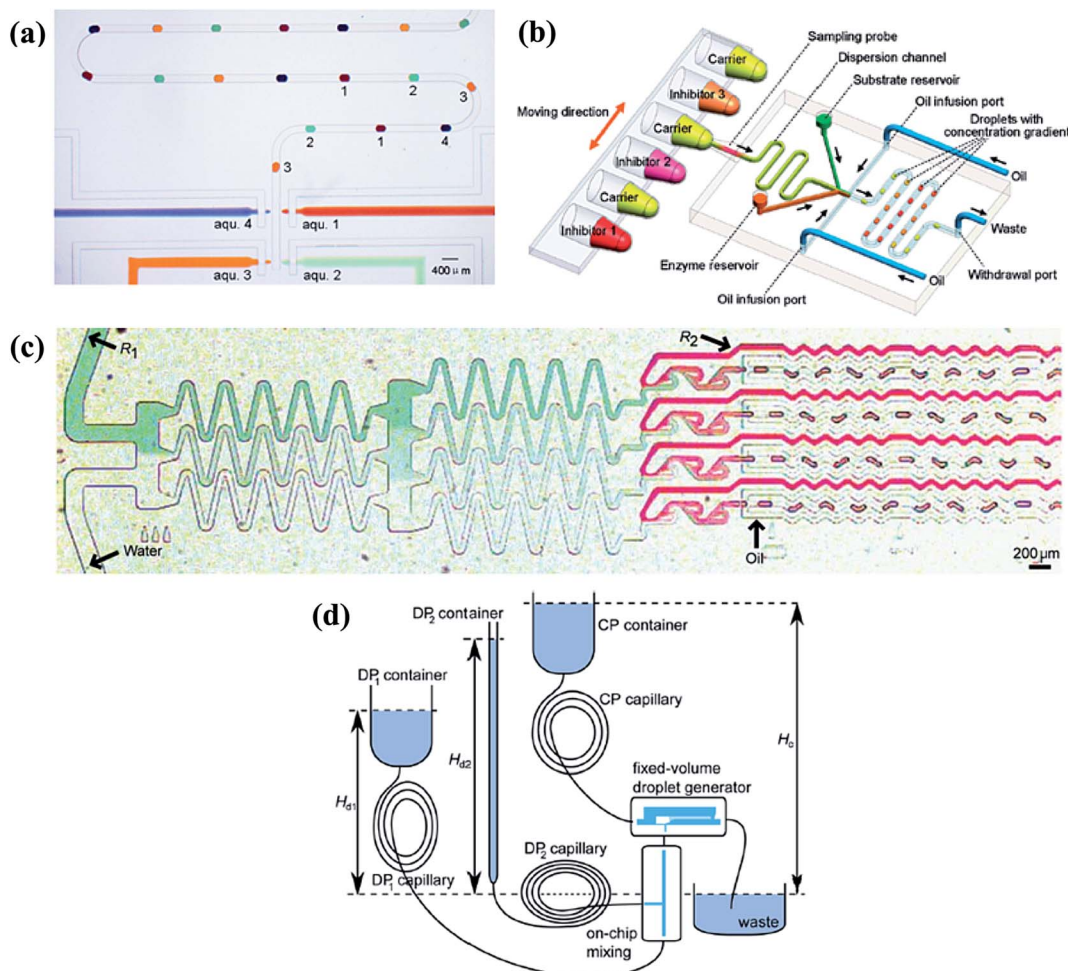 (a)
1
2
3
2
1
4
3
aqu. 4
aqu. 1
400 μm
aqu. 3
aqu. 2
(b)
Sampling probe
Carrier
Dispersion channel
Substrate reservoir
Inhibitor 3
Oil infusion port
Moving direction
Carrier
Droplets with
concentration gradient
Inhibitor 2
Oil
Carrier
Waste
Inhibitor 1
Enzyme reservoir
Withdrawal port
Oil
Oil infusion port
(c)
R1
R2
Water
Oil
200 μm
(d)
DP2 container
CP container
DP1 container
CP capillary
Hc
Hd2
fixed-volume
droplet generator
Hd1
DP2 capillary
DP1 capillary
waste
on-chip
mixing